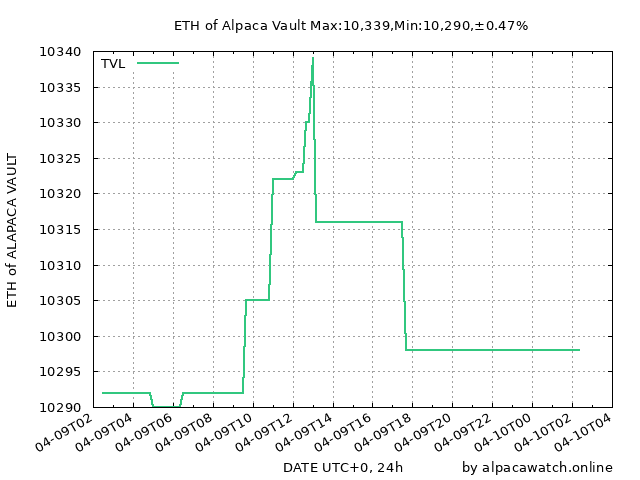 ETH of Alpaca Vault Max:10,339,Min:10,290,±0.47%
TVL
ETH of ALAPACA VAULT
10340
10335
10330
10325
10320
10315
10310
10305
10300
10295
10290
04-09T02
04-09T04
04-09T06
04-09T08
04-09T10
04-09T12
04-09T14
04-09T16
04-09T18
04-09T20
04-09T22
04-10T00
04-10T02
04-10T04
DATE UTC+0, 24h
by alpacawatch.online